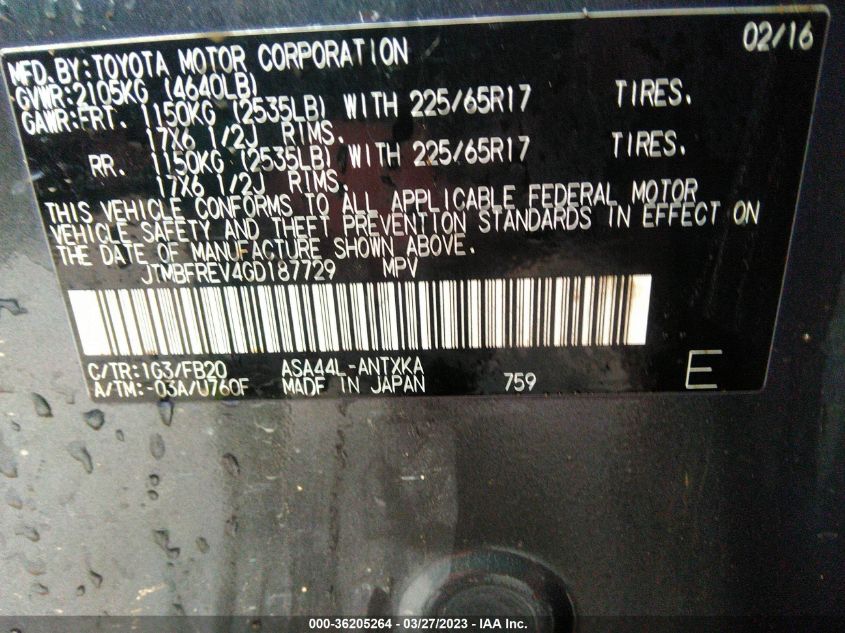 02/16
MFD.BY:TOYOTA MOTOR CORPORATION
GVWR:2105KG (4640LB)
GAWR:FRT. 1150KG (2535LB) WITH 225/65R17 TIRES.
17X6 1/2J RIMS.
RR. 1150KG (2535LB) WITH 225/65R17 TIRES.
17X6 1/2J RIMS.
THIS VEHICLE CONFORMS TO ALL APPLICABLE FEDERAL MOTOR
VEHICLE SAFETY AND THEFT PREVENTION STANDARDS IN EFFECT ON
THE DATE OF MANUFACTURE SHOWN ABOVE.
JTMBFREV4GD187729 MPV
C/TR:1G3/FB20 ASA44L-ANTXKA
A/TM:-03A/U760F MADE IN JAPAN 759 E
000-36205264 - 03/27/2023 - IAA Inc.